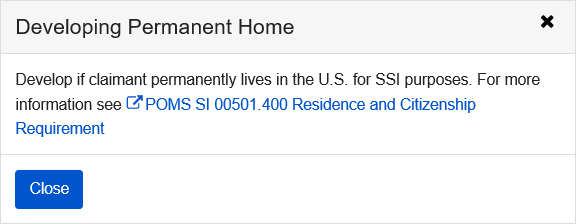 Developing Permanent Home
Develop if claimant permanently lives in the U.S. for SSI purposes. For more
information see POMS SI 00501.400 Residence and Citizenship
Requirement
Close